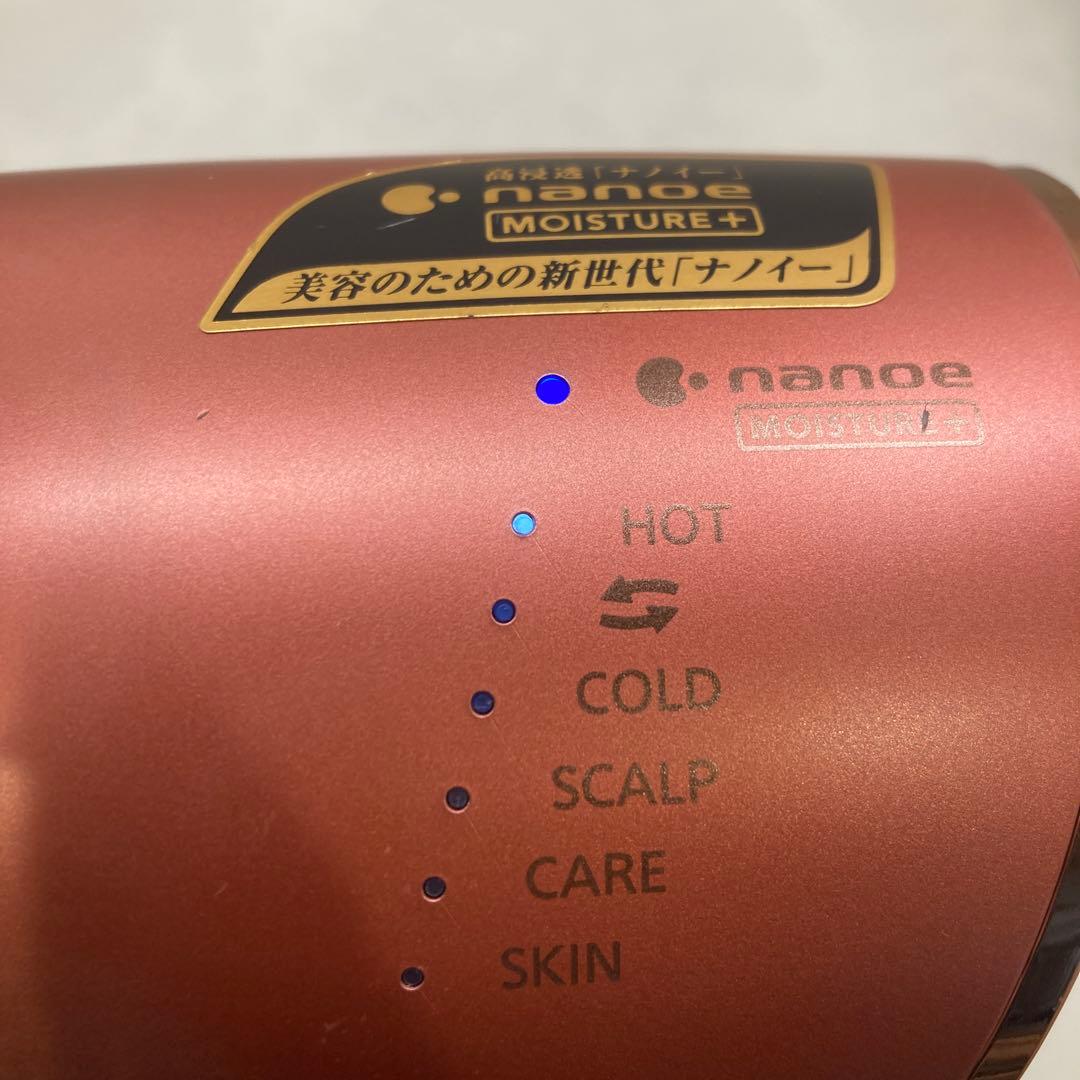 高浸透「ナノイー」
nanoe
MOISTURE+
美容のための新世代「ナノイー」
nanoe
MOISTURE+
HOT
COLD
SCALP
CARE
SKIN